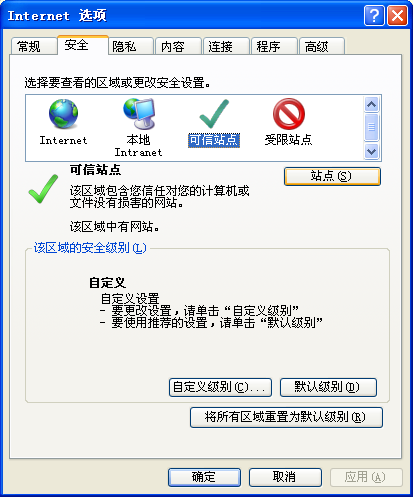 Internet 选项
常规 安全 隐私 内容 连接 程序 高级
选择要查看的区域或更改安全设置。
Internet 本地 Intranet 可信站点 受限站点
可信站点
站点(S)
该区域包含您信任对您的计算机或
文件没有损害的网站。
该区域中有网站。
该区域的安全级别(L)
自定义
自定义设置
- 要更改设置，请单击“自定义级别”
- 要使用推荐的设置，请单击“默认级别”
自定义级别(C)... 默认级别(D)
将所有区域重置为默认级别(R)
确定 取消 应用(A)